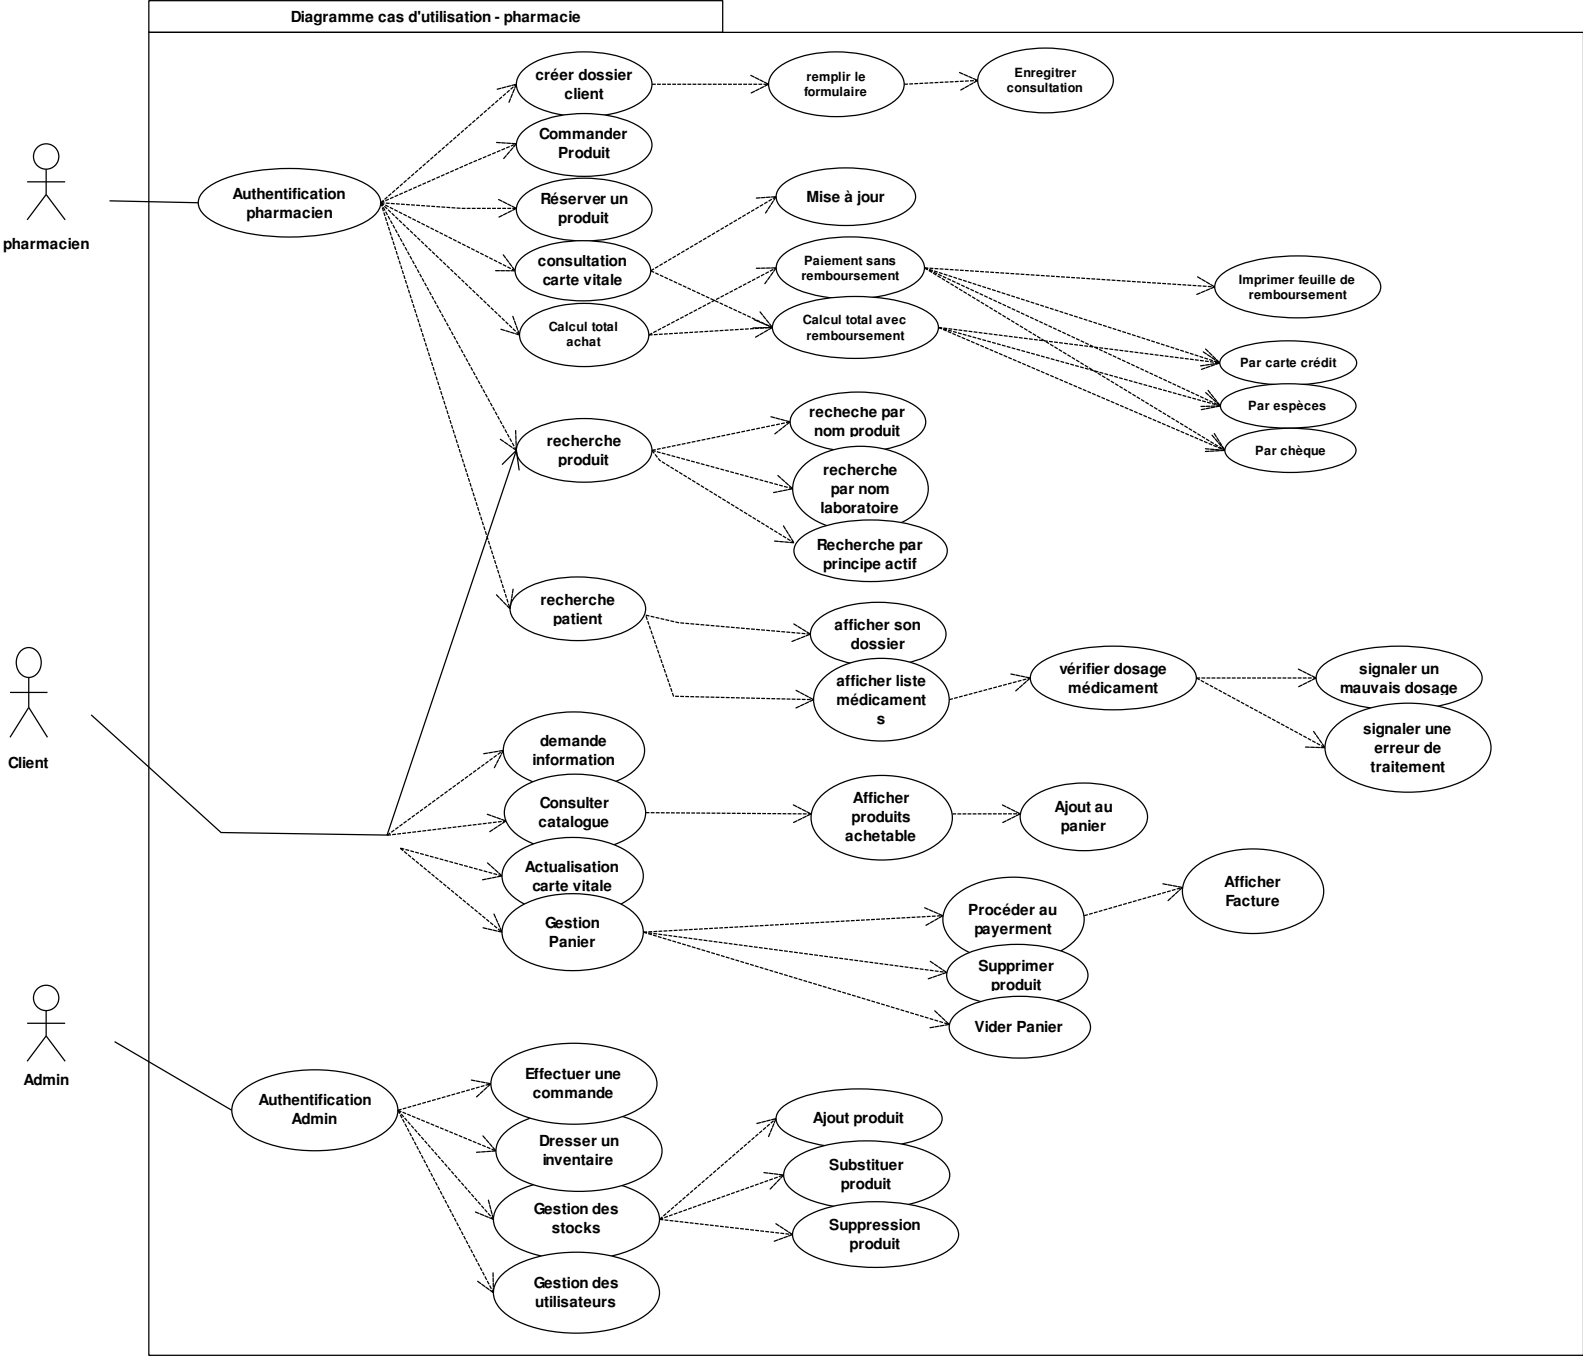 Diagramme cas d'utilisation - pharmacie
créer dossier
client
remplir le
formulaire
Enregitrer
consultation
Commander
Produit
pharmacien
Authentification
pharmacien
Réserver un
produit
Mise à jour
consultation
carte vitale
Paiement sans
remboursement
Imprimer feuille de
remboursement
Calcul total
achat
Calcul total avec
remboursement
Par carte crédit
Par espèces
Par chèque
recherche
produit
recheche par
nom produit
recherche
par nom
laboratoire
Recherche par
principe actif
recherche
patient
afficher son
dossier
afficher liste
médicament
s
vérifier dosage
médicament
signaler un
mauvais dosage
signaler une
erreur de
traitement
Client
demande
information
Consulter
catalogue
Afficher
produits
achetable
Ajout au
panier
Actualisation
carte vitale
Gestion
Panier
Procéder au
payerment
Afficher
Facture
Supprimer
produit
Vider Panier
Admin
Authentification
Admin
Effectuer une
commande
Dresser un
inventaire
Gestion des
stocks
Ajout produit
Substituer
produit
Suppression
produit
Gestion des
utilisateurs